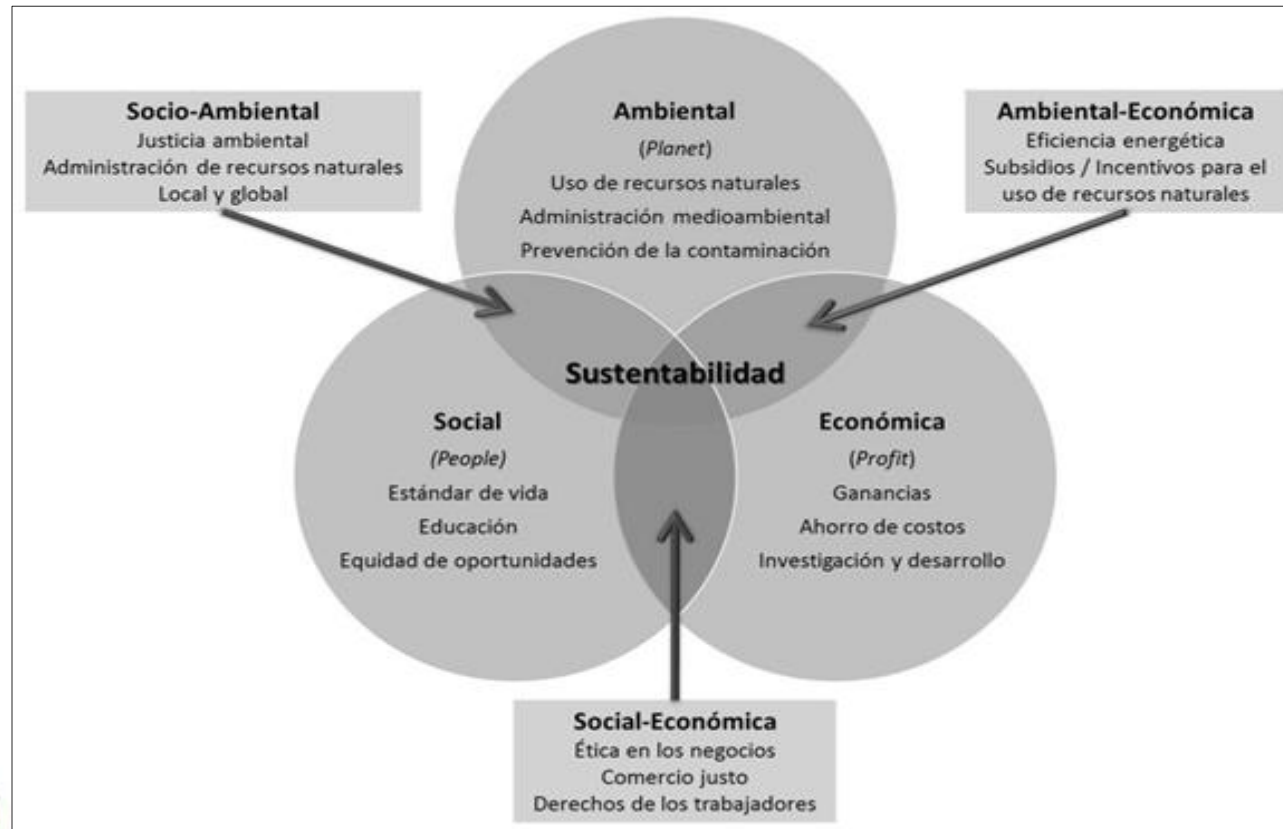 Socio-Ambiental
Justicia ambiental
Administración de recursos naturales
Local y global
Ambiental
(Planet)
Uso de recursos naturales
Administración medioambiental
Prevención de la contaminación
Ambiental-Económica
Eficiencia energética
Subsidios / Incentivos para el
uso de recursos naturales
Sustentabilidad
Social
(People)
Estándar de vida
Educación
Equidad de oportunidades
Económica
(Profit)
Ganancias
Ahorro de costos
Investigación y desarrollo
Social-Económica
Ética en los negocios
Comercio justo
Derechos de los trabajadores